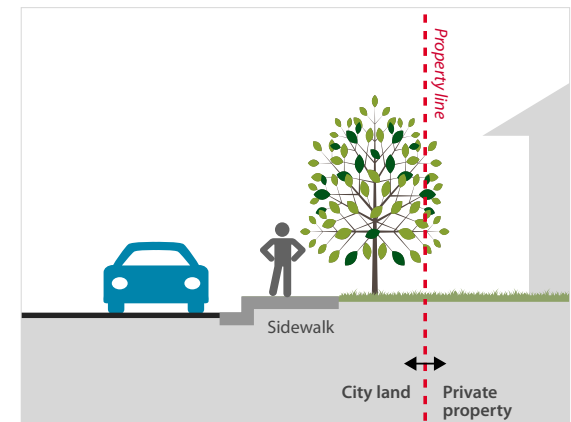 Property line
Sidewalk
City land
Private
property